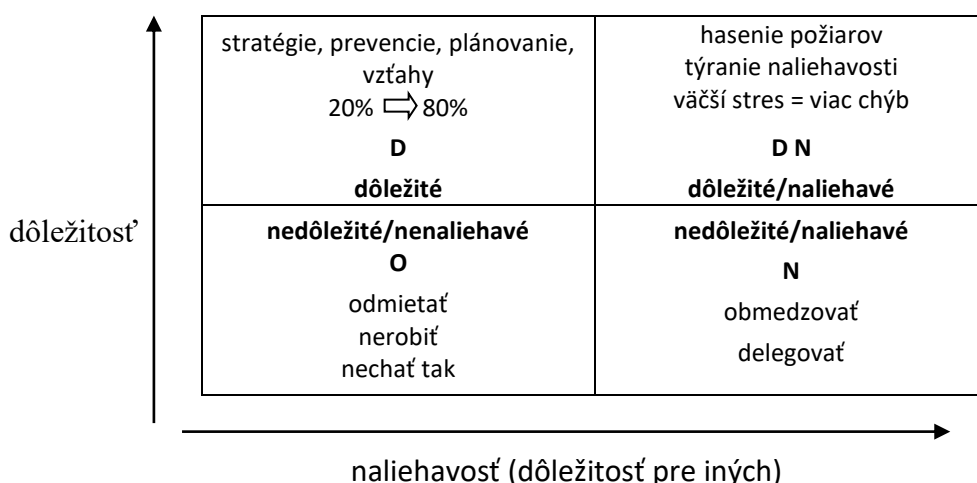 stratégie, prevencie, plánovanie,
vzťahy
20% ⇨ 80%
D
dôležité
hasenie požiarov
týranie naliehavosti
väčší stres = viac chýb
D N
dôležité/naliehavé
dôležitosť
nedôležité/nenaliehavé
O
odmietať
nerobiť
nechať tak
nedôležité/naliehavé
N
obmedzovať
delegovať
naliehavosť (dôležitosť pre iných)